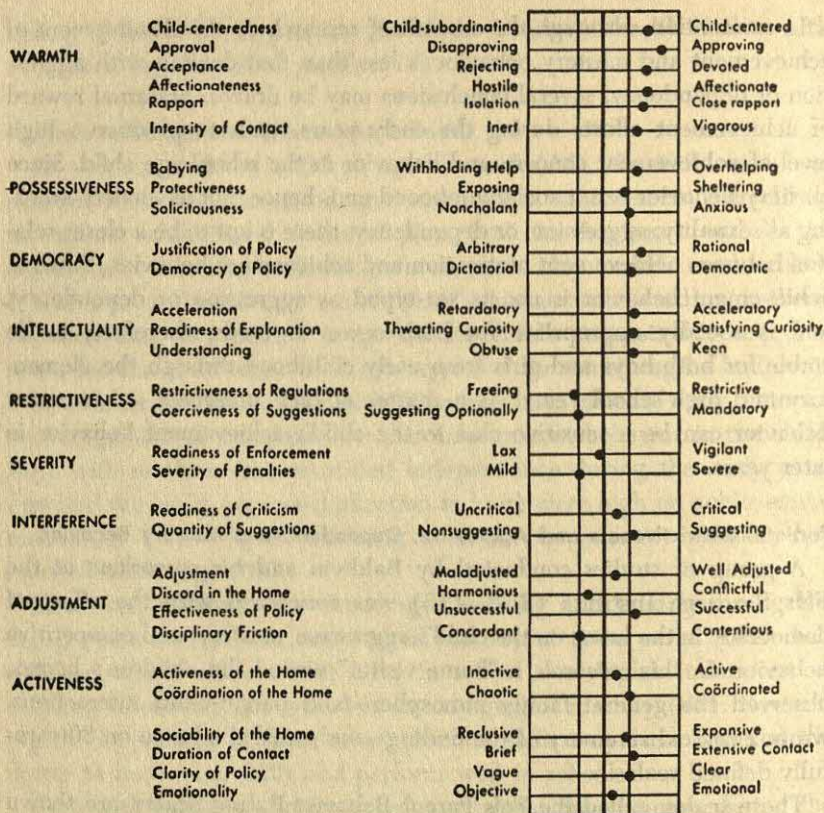 Child-centeredness Child-subordinating Child-centered
Approval Disapproving Approving
WARMTH Acceptance Rejecting Devoted
Affectionateness Hostile Affectionate
Rapport Isolation Close rapport
Intensity of Contact Inert Vigorous
Babying Withholding Help Overhelping
POSSESSIVENESS Protectiveness Exposing Sheltering
Solicitousness Nonchalant Anxious
DEMOCRACY Justification of Policy Arbitrary Rational
Democracy of Policy Dictatorial Democratic
Acceleration Retardatory Acceleratory
INTELLECTUALITY Readiness of Explanation Thwarting Curiosity Satisfying Curiosity
Understanding Obtuse Keen
RESTRICTIVENESS Restrictiveness of Regulations Freeing Restrictive
Coerciveness of Suggestions Suggesting Optionally Mandatory
SEVERITY Readiness of Enforcement Lax Vigilant
Severity of Penalties Mild Severe
INTERFERENCE Readiness of Criticism Uncritical Critical
Quantity of Suggestions Nonsuggesting Suggesting
Adjustment Maladjusted Well Adjusted
ADJUSTMENT Discord in the Home Harmonious Conflictful
Effectiveness of Policy Unsuccessful Successful
Disciplinary Friction Concordant Contentious
ACTIVENESS Activeness of the Home Inactive Active
Coördination of the Home Chaotic Coördinated
Sociability of the Home Reclusive Expansive
Duration of Contact Brief Extensive Contact
Clarity of Policy Vague Clear
Emotionality Objective Emotional